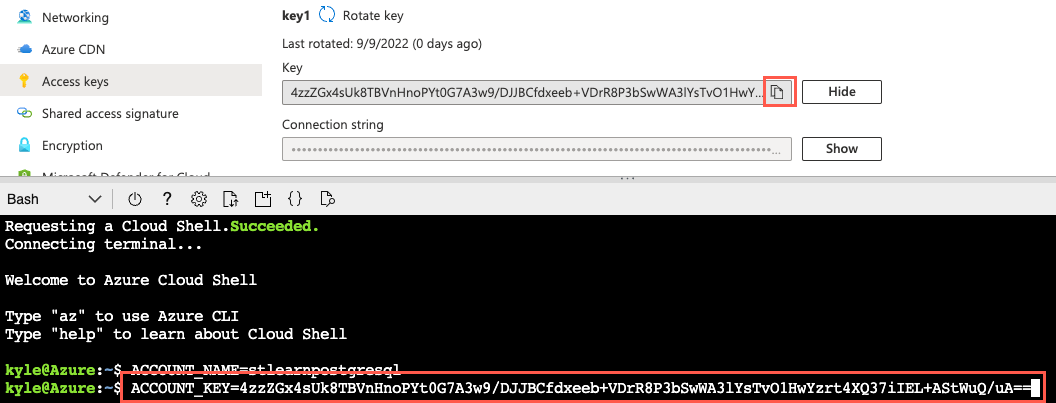 Networking
Azure CDN
Access keys
Shared access signature
Encryption
Microsoft Defender for Cloud
key1 Rotate key
Last rotated: 9/9/2022 (0 days ago)
Key
4zzZGx4sUk8TBVnHnoPYt0G7A3w9/DJJBCfdxeeb+VDrR8P3bSwWA3lYsTvO1HwY... Hide
Connection string
Show
Bash
Requesting a Cloud Shell.Succeeded.
Connecting terminal...
Welcome to Azure Cloud Shell
Type "az" to use Azure CLI
Type "help" to learn about Cloud Shell
kyle@Azure:~$ ACCOUNT_NAME=stlearnpostgresql
kyle@Azure:~$ ACCOUNT_KEY=4zzZGx4sUk8TBVnHnoPYt0G7A3w9/DJJBCfdxeeb+VDrR8P3bSwWA3lYsTvO1HwYzrt4XQ37iIEL+AStWuQ/uA==